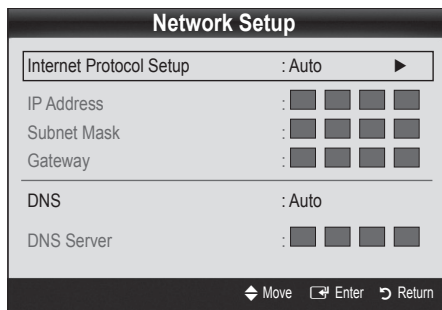 Network Setup
Internet Protocol Setup : Auto ▶
IP Address :
Subnet Mask :
Gateway :
DNS : Auto
DNS Server :
Move Enter Return